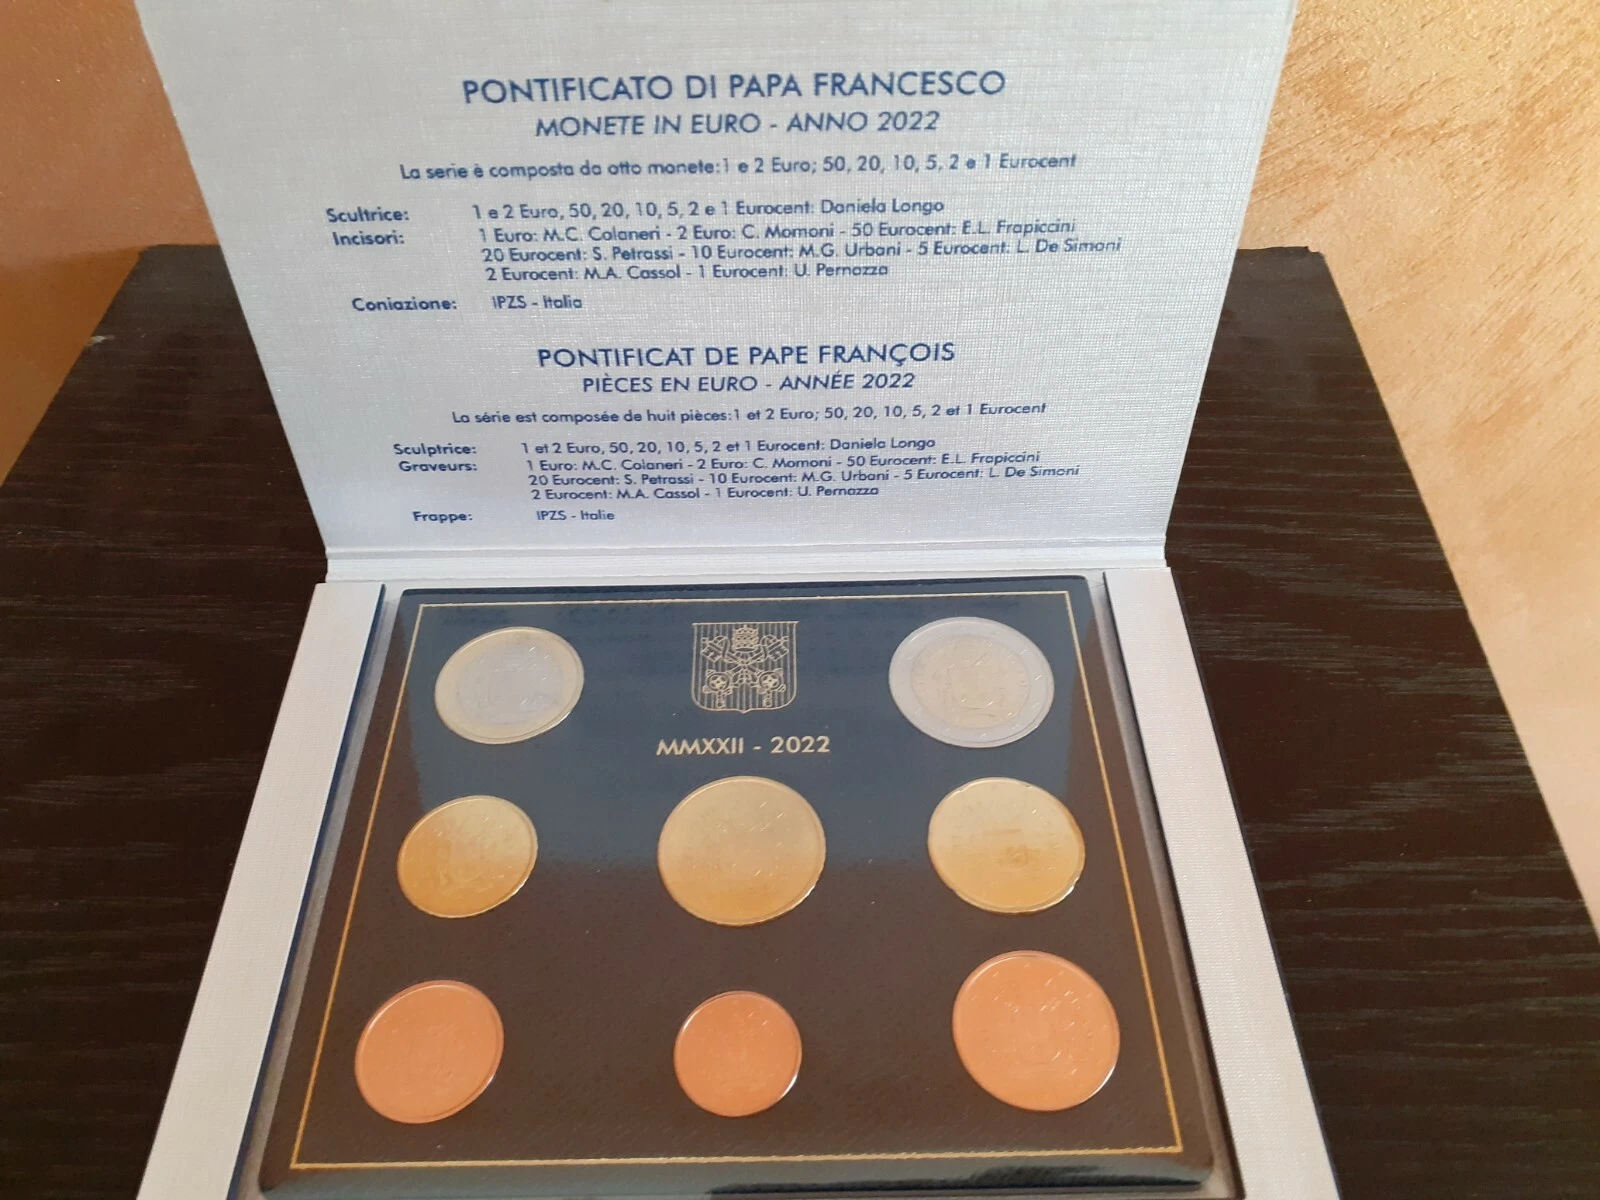 PONTIFICATO DI PAPA FRANCESCO
MONETE IN EURO - ANNO 2022
La serie è composta da otto monete: 1 e 2 Euro; 50, 20, 10, 5, 2 e 1 Eurocent
Scultrice: 1 e 2 Euro, 50, 20, 10, 5, 2 e 1 Eurocent: Daniela Longo
Incisori: 1 Euro: M.C. Colaneri - 2 Euro: C. Momoni - 50 Eurocent: E.L. Frapiccini
20 Eurocent: S. Petrassi - 10 Eurocent: M.G. Urbani - 5 Eurocent: L. De Simoni
2 Eurocent: M.A. Cassol - 1 Eurocent: U. Pernazza
Coniazione: IPZS - Italia
PONTIFICAT DE PAPE FRANÇOIS
PIÈCES EN EURO - ANNÉE 2022
La série est composée de huit pièces: 1 et 2 Euro; 50, 20, 10, 5, 2 et 1 Eurocent
Sculptrice: 1 et 2 Euro, 50, 20, 10, 5, 2 et 1 Eurocent: Daniela Longo
Graveurs: 1 Euro: M.C. Colaneri - 2 Euro: C. Momoni - 50 Eurocent: E.L. Frapiccini
20 Eurocent: S. Petrassi - 10 Eurocent: M.G. Urbani - 5 Eurocent: L. De Simoni
2 Eurocent: M.A. Cassol - 1 Eurocent: U. Pernazza
Frappe: IPZS - Italie
MMXXII - 2022